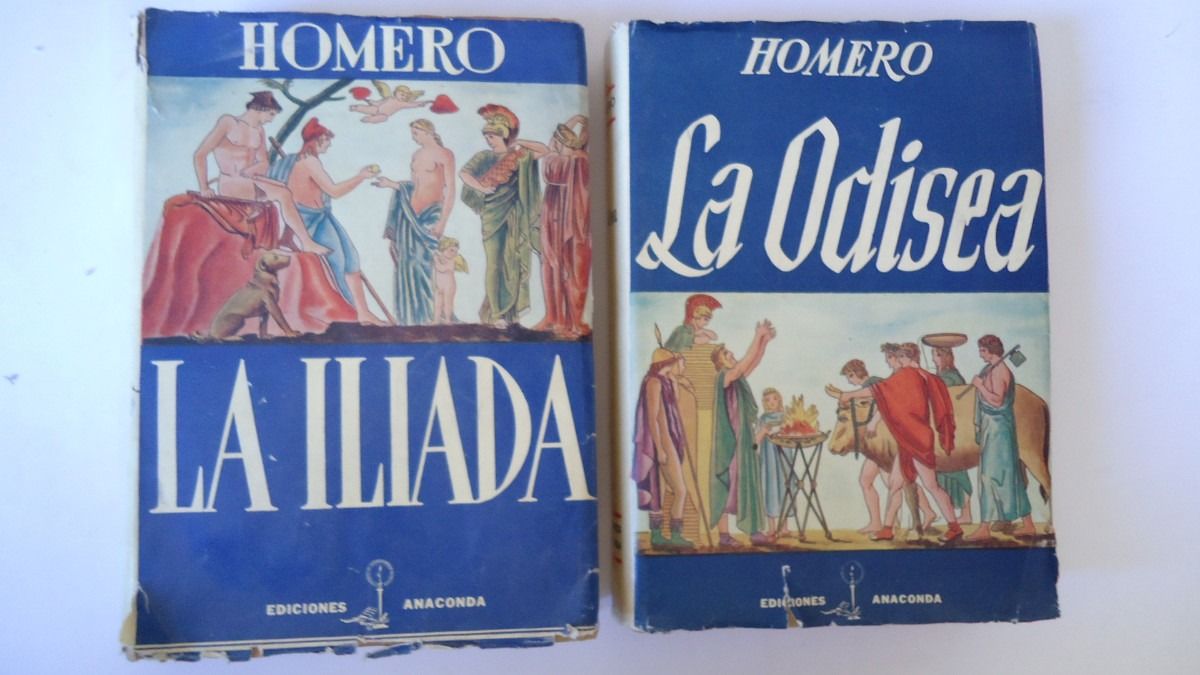 HOMERO
LA ILIADA
EDICIONES ANACONDA
HOMERO
La Odisea
EDICIONES ANACONDA